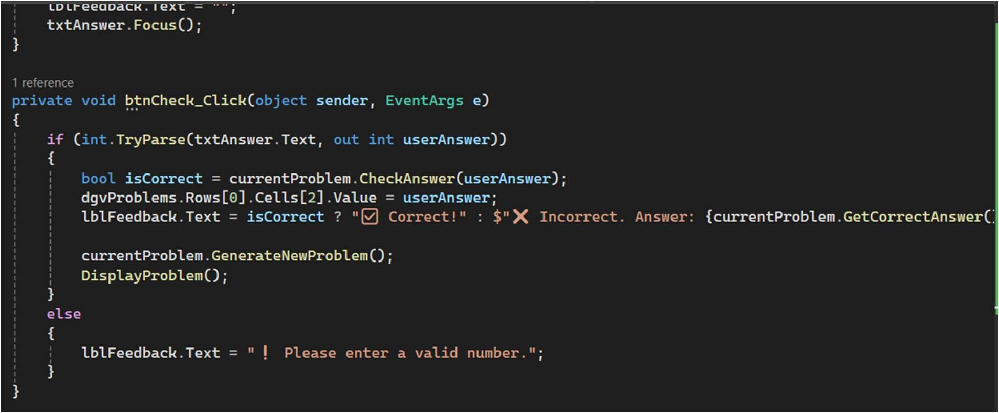 lblFeedback.Text = "";
txtAnswer.Focus();
}
1 reference
private void btnCheck_Click(object sender, EventArgs e)
{
if (int.TryParse(txtAnswer.Text, out int userAnswer))
{
bool isCorrect = currentProblem.CheckAnswer(userAnswer);
dgvProblems.Rows[0].Cells[2].Value = userAnswer;
lblFeedback.Text = isCorrect ? "☑ Correct!" : $"❌ Incorrect. Answer: {currentProblem.GetCorrectAnswer()
currentProblem.GenerateNewProblem();
DisplayProblem();
}
else
{
lblFeedback.Text = "❗ Please enter a valid number.";
}
}